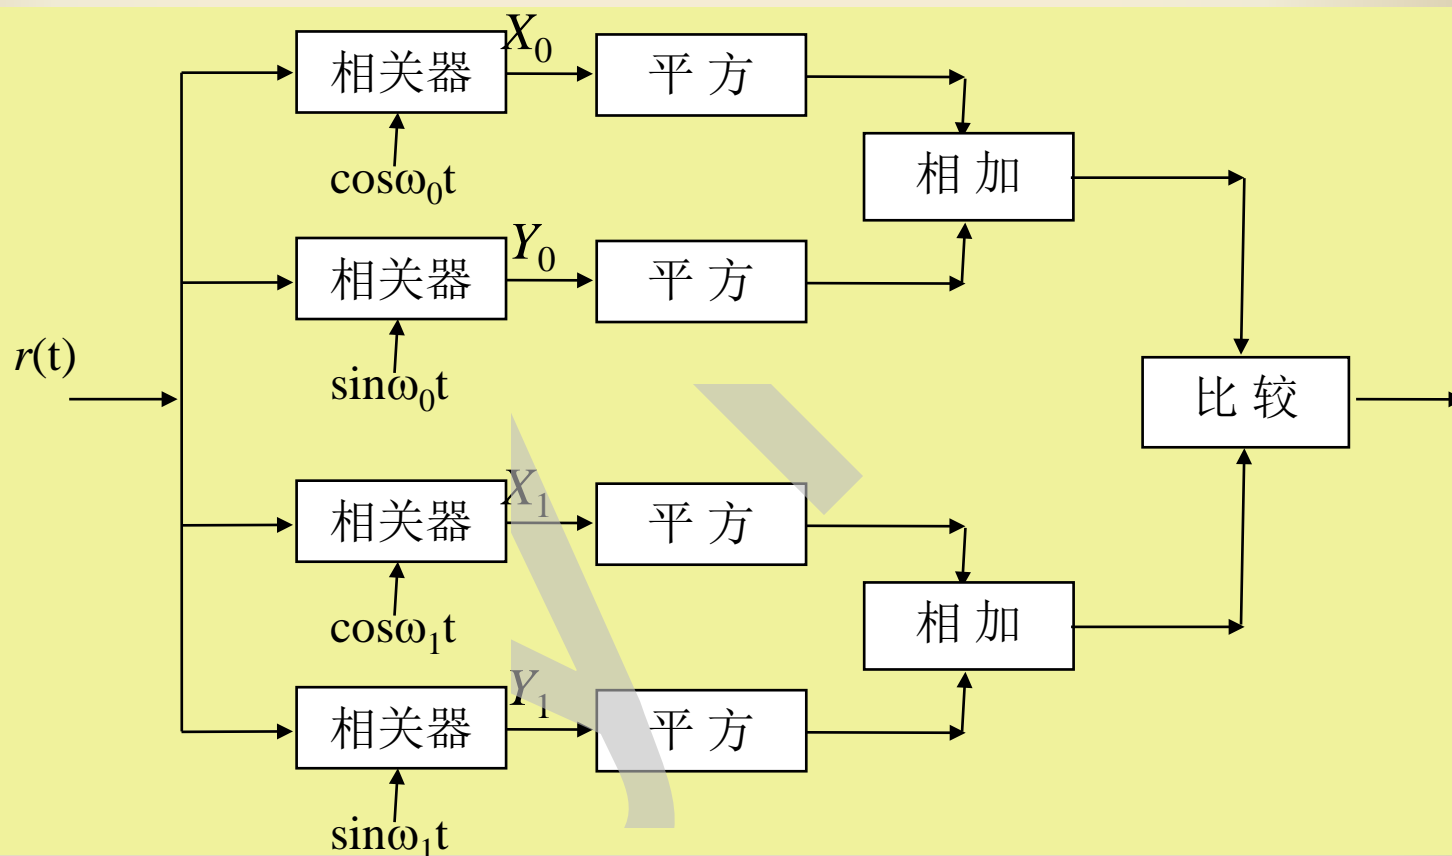 X₀
相关器
平 方
cosω₀t
相 加
Y₀
相关器
平 方
sinω₀t
r(t)
比 较
X₁
相关器
平 方
cosω₁t
相 加
Y₁
相关器
平 方
sinω₁t